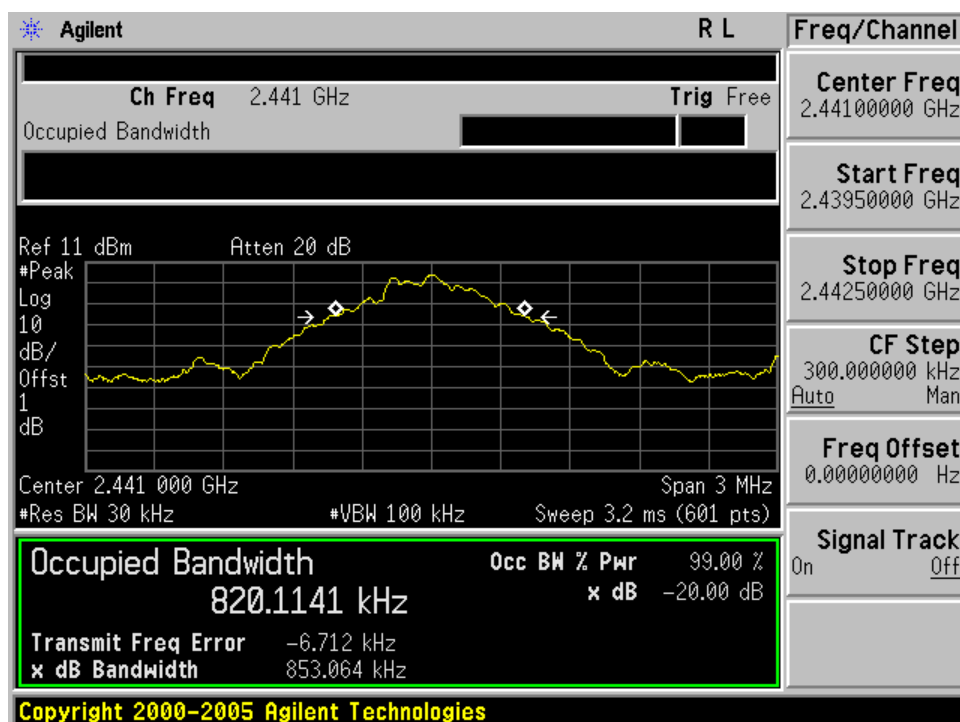 Agilent R L Freq/Channel
Ch Freq 2.441 GHz Trig Free
Occupied Bandwidth
Center Freq
2.44100000 GHz
Start Freq
2.43950000 GHz
Stop Freq
2.44250000 GHz
CF Step
300.000000 kHz
Auto Man
Freq Offset
0.00000000 Hz
Signal Track
On Off
Ref 11 dBm Atten 20 dB
#Peak
Log
10
dB/
Offst
1
dB
Center 2.441 000 GHz Span 3 MHz
#Res BW 30 kHz #VBW 100 kHz Sweep 3.2 ms (601 pts)
Occupied Bandwidth Occ BW % Pwr 99.00 %
820.1141 kHz x dB -20.00 dB
Transmit Freq Error -6.712 kHz
x dB Bandwidth 853.064 kHz
Copyright 2000-2005 Agilent Technologies